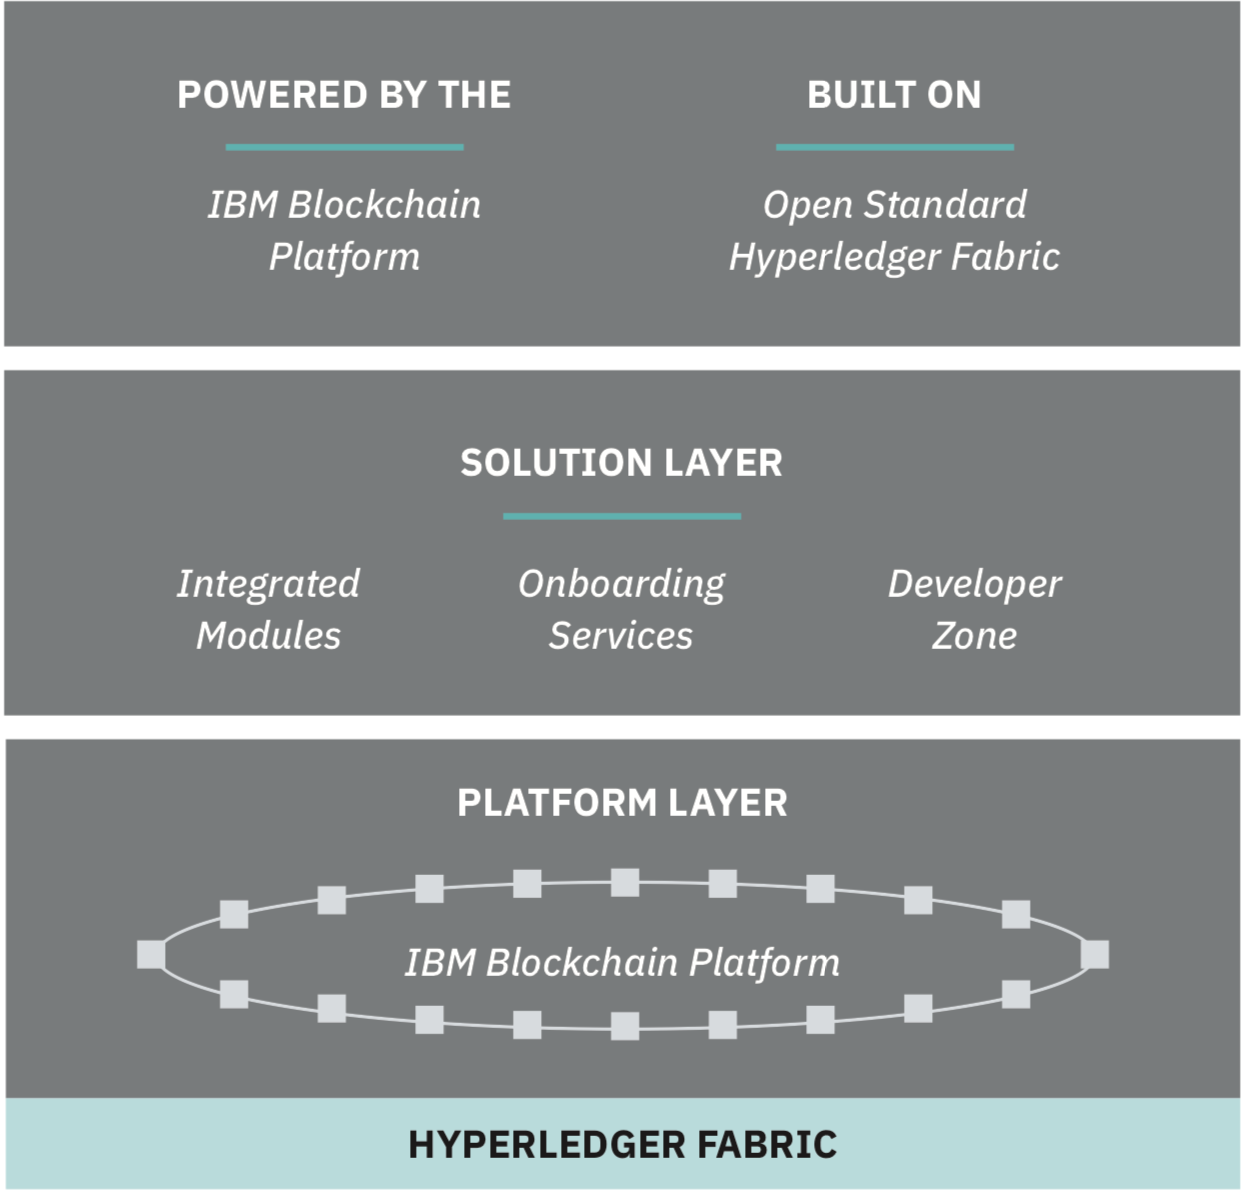 POWERED BY THE
IBM Blockchain
Platform
BUILT ON
Open Standard
Hyperledger Fabric
SOLUTION LAYER
Integrated
Modules
Onboarding
Services
Developer
Zone
PLATFORM LAYER
IBM Blockchain Platform
HYPERLEDGER FABRIC